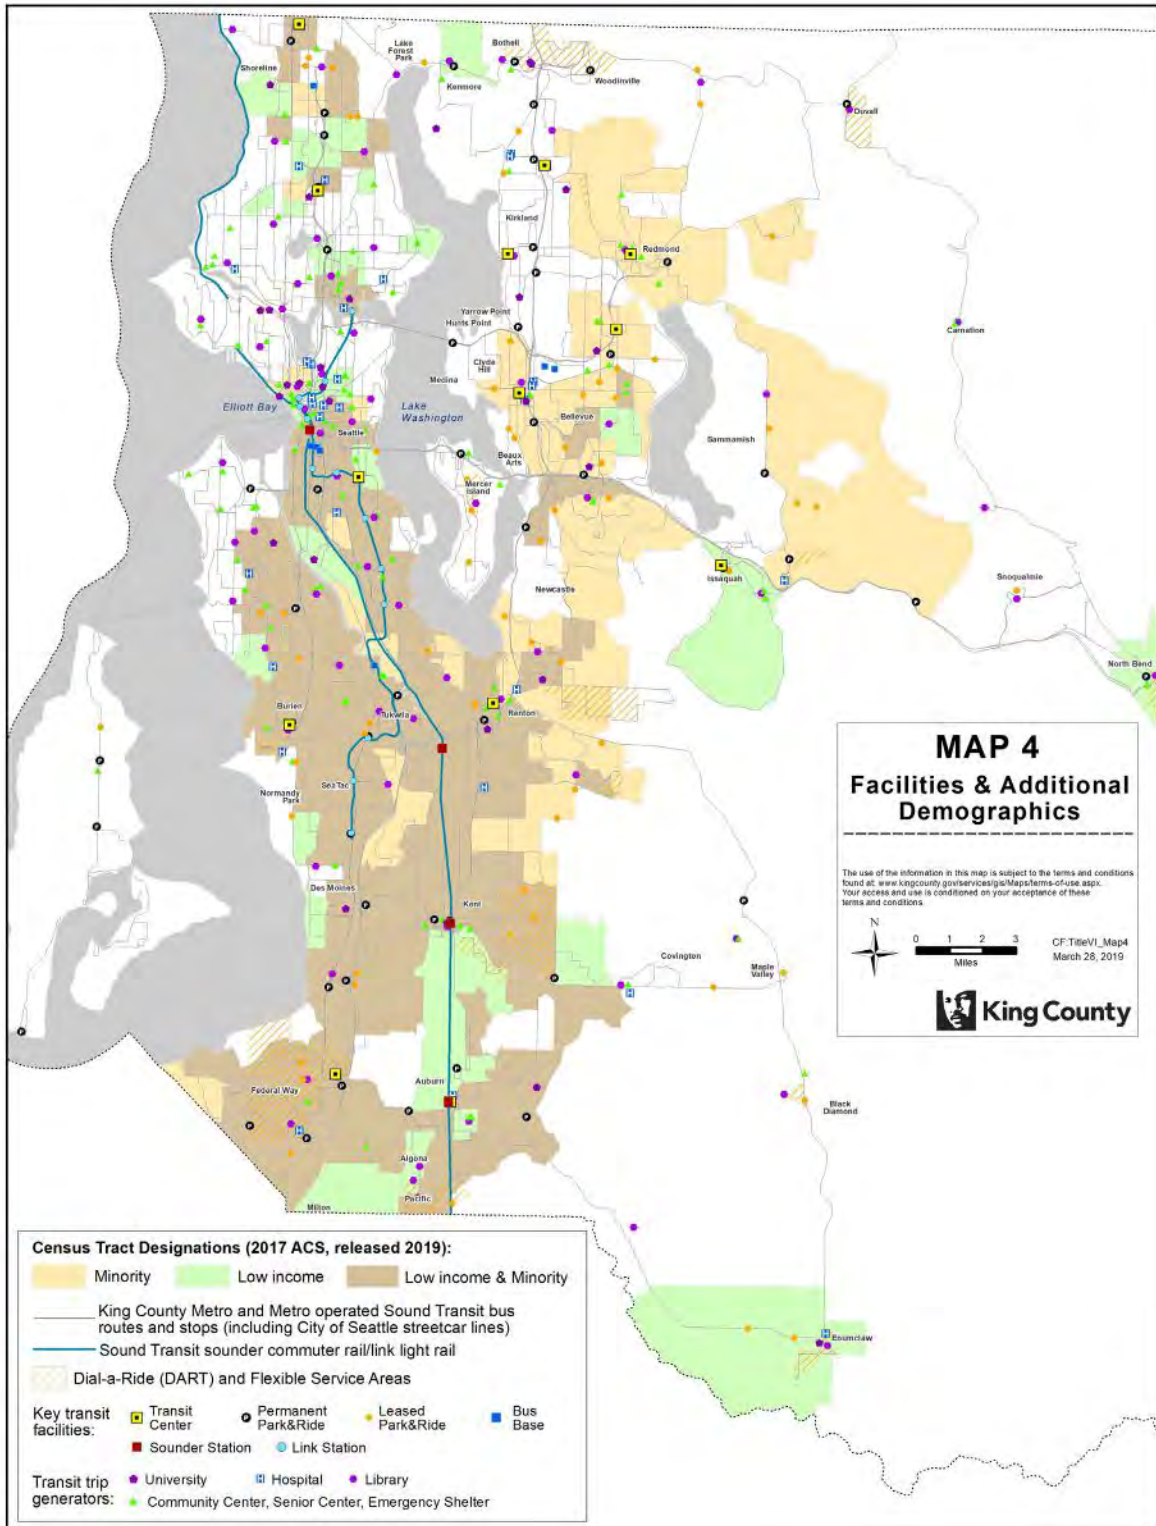 Shoreline
Lake
Forest
Park
Kenmore
Bothell
Woodinville
Duvall
Kirkland
Redmond
Yarrow Point
Hunts Point
Clyde
Hill
Medina
Carnation
Elliott Bay
Lake
Washington
Bellevue
Seattle
Beaux
Arts
Sammamish
Mercer
Island
Issaquah
Newcastle
Snoqualmie
North Bend
Burien
Tukwila
Renton
SeaTac
Normandy
Park
Des Moines
Kent
Covington
Maple
Valley
Federal Way
Auburn
Black
Diamond
Algona
Pacific
Milton
Enumclaw
MAP 4
Facilities & Additional
Demographics
The use of the information in this map is subject to the terms and conditions
found at: www.kingcounty.gov/services/gis/Maps/terms-of-use.aspx.
Your access and use is conditioned on your acceptance of these
terms and conditions
N
0 1 2 3
Miles
CF:TitleVI_Map4
March 28, 2019
King County
Census Tract Designations (2017 ACS, released 2019):
Minority Low income Low income & Minority
King County Metro and Metro operated Sound Transit bus
routes and stops (including City of Seattle streetcar lines)
Sound Transit sounder commuter rail/link light rail
Dial-a-Ride (DART) and Flexible Service Areas
Key transit
facilities:
Transit
Center
Permanent
Park&Ride
Leased
Park&Ride
Bus
Base
Sounder Station Link Station
Transit trip
generators:
University Hospital Library
Community Center, Senior Center, Emergency Shelter